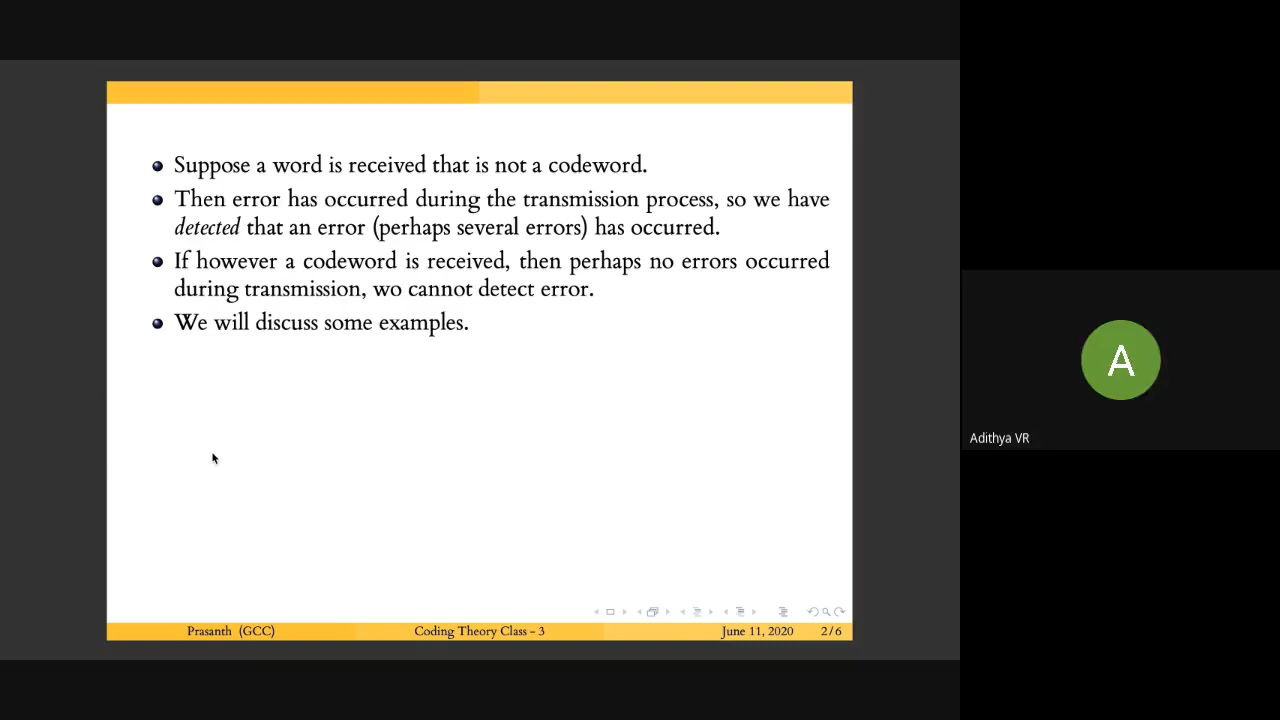 Suppose a word is received that is not a codeword.
Then error has occurred during the transmission process, so we have
detected that an error (perhaps several errors) has occurred.
If however a codeword is received, then perhaps no errors occurred
during transmission, wo cannot detect error.
We will discuss some examples.
A
Adithya VR
Prasanth (GCC)
Coding Theory Class - 3
June 11, 2020
2/6